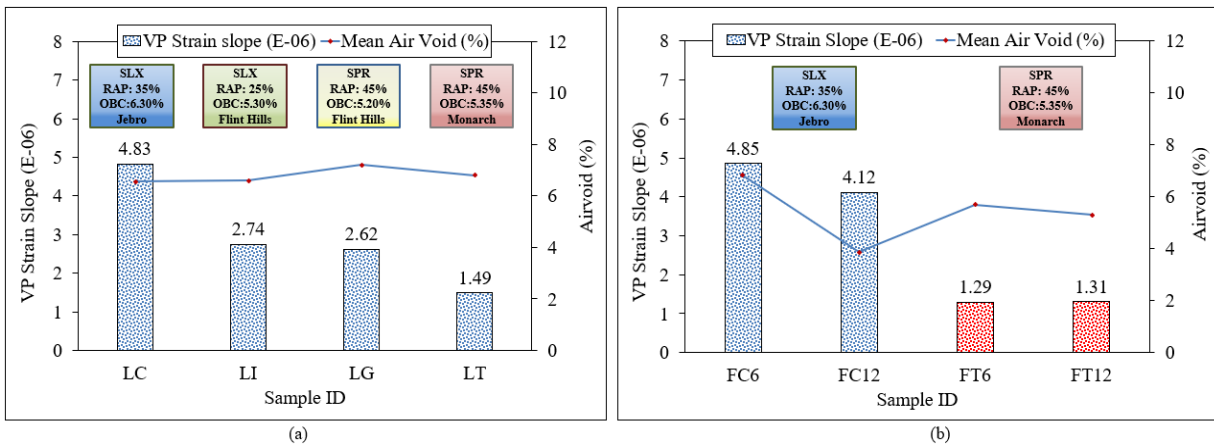 VP Strain slope (E-06) Mean Air Void (%)
8
7
6
5
4
3
2
1
0
VP Strain Slope (E-06)
SLX
RAP: 35%
OBC:6.30%
Jebro
SLX
RAP: 25%
OBC:5.30%
Flint Hills
SPR
RAP: 45%
OBC:5.20%
Flint Hills
SPR
RAP: 45%
OBC:5.35%
Monarch
4.83
2.74
2.62
1.49
12
10
8
6
4
2
0
Airvoid (%)
LC LI LG LT
Sample ID
(a)
VP Strain Slope (E-06) Mean Air Void (%)
8
7
6
5
4
3
2
1
0
VP Strain Slope (E-06)
SLX
RAP: 35%
OBC:6.30%
Jebro
SPR
RAP: 45%
OBC:5.35%
Monarch
4.85
4.12
1.29
1.31
12
10
8
6
4
2
0
Airvoid (%)
FC6 FC12 FT6 FT12
Sample ID
(b)